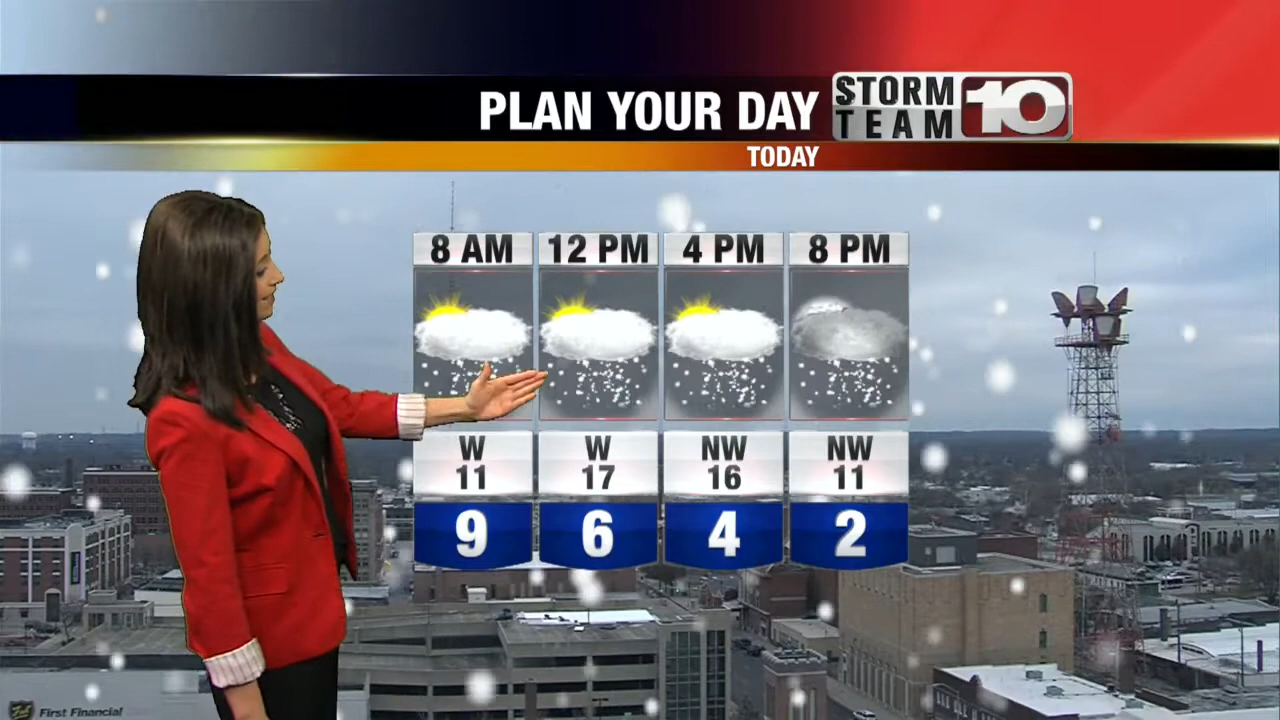 PLAN YOUR DAY
STORM
TEAM
10
TODAY
8 AM
12 PM
4 PM
8 PM
W
11
W
17
NW
16
NW
11
9
6
4
2
First Financial